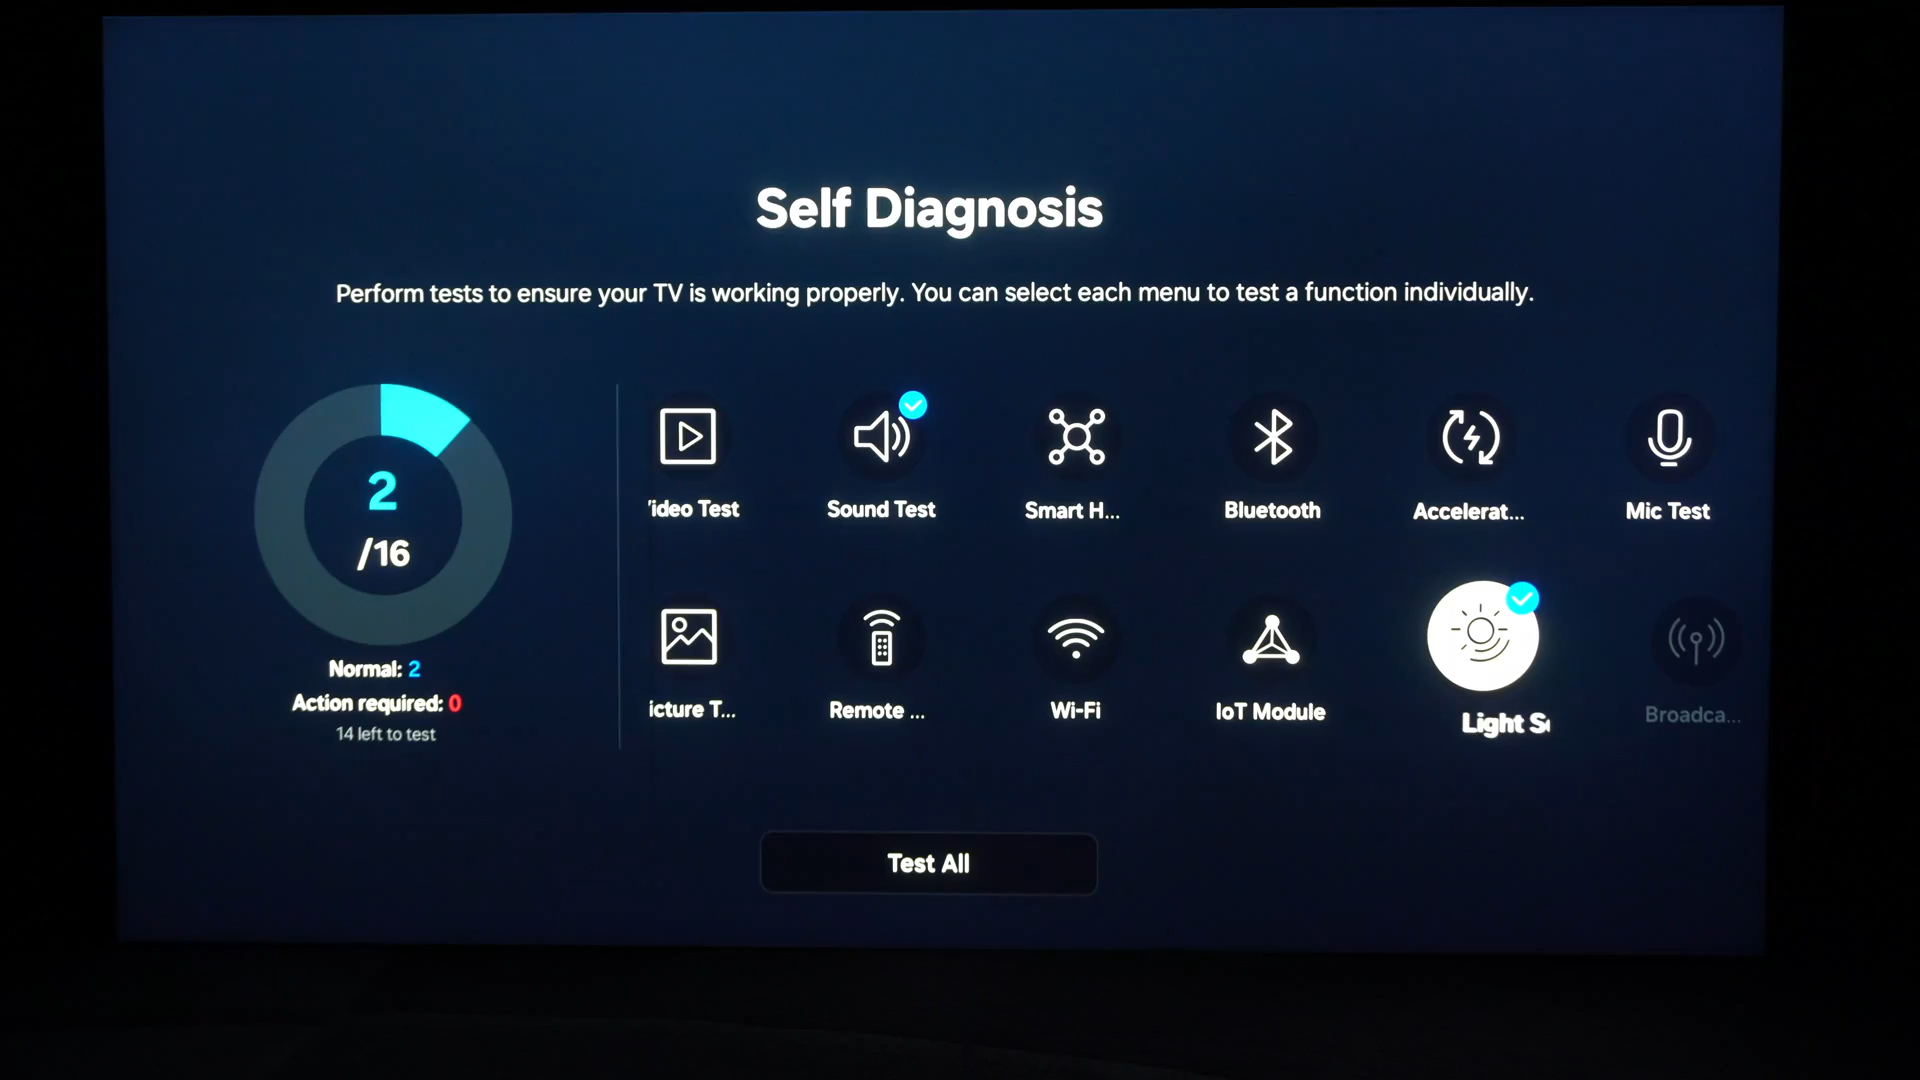 Self Diagnosis
Perform tests to ensure your TV is working properly. You can select each menu to test a function individually.
2
/16
Normal: 2
Action required: 0
14 left to test
ideo Test
Sound Test
Smart H...
Bluetooth
Accelerat...
Mic Test
icture T...
Remote ...
Wi-Fi
IoT Module
Light S
Broadca...
Test All